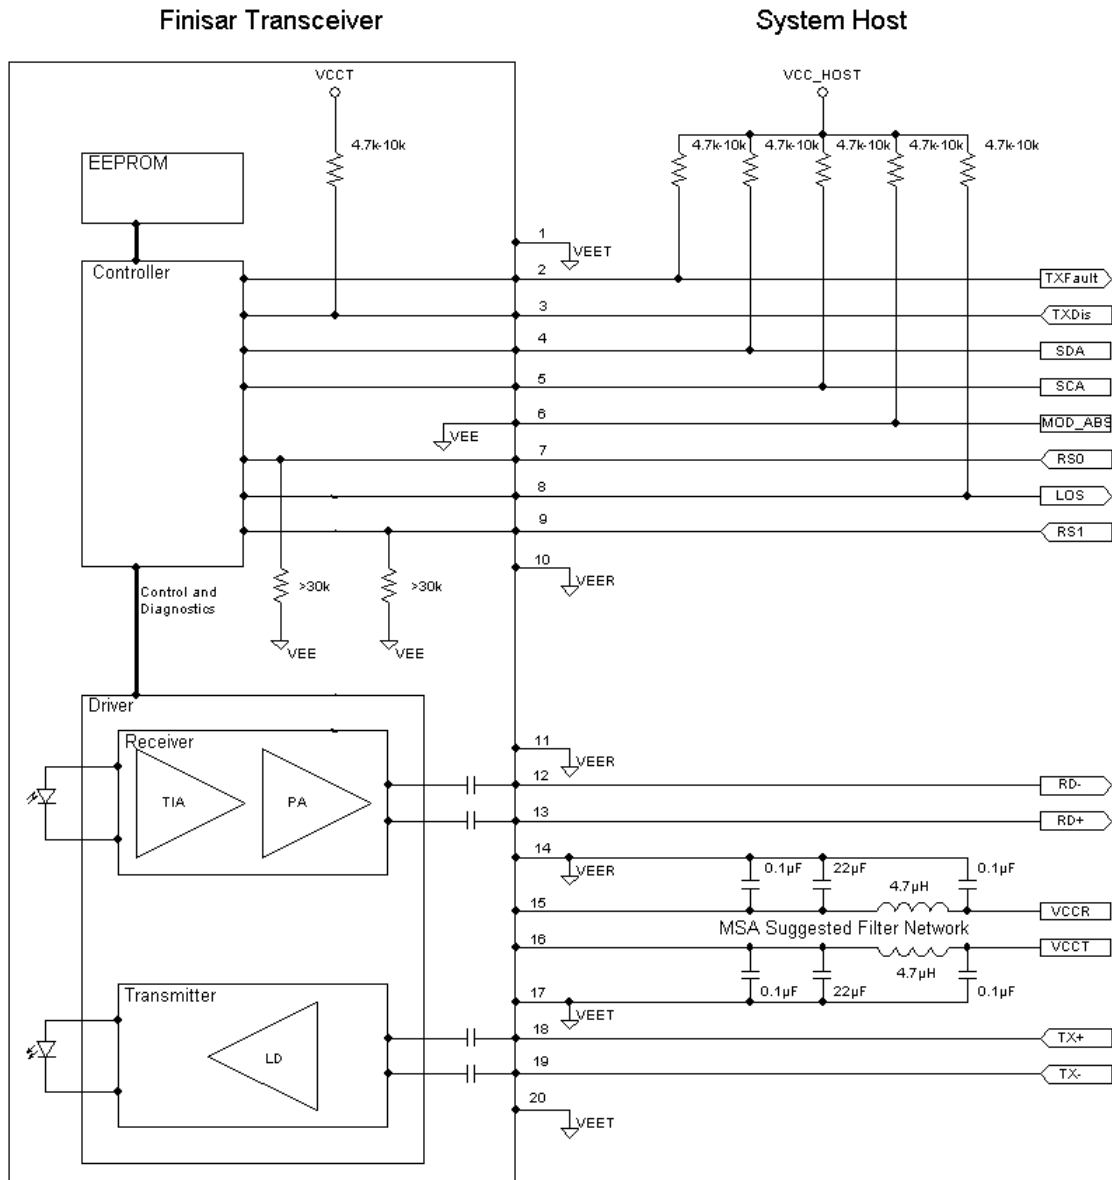 Finisar Transceiver
System Host
VCCT
VCC_HOST
4.7k-10k
4.7k-10k
4.7k-10k
4.7k-10k
4.7k-10k
4.7k-10k
EEPROM
1
VEET
Controller
2
TXFault
3
TXDis
4
SDA
5
SCA
6
MOD_ABS
VEE
7
RS0
8
LOS
9
RS1
10
VEER
Control and
Diagnostics
>30k
>30k
VEE
VEE
Driver
Receiver
11
VEER
TIA
PA
12
RD-
13
RD+
14
VEER
0.1µF
22µF
4.7µH
0.1µF
15
VCCR
MSA Suggested Filter Network
16
VCCT
4.7µH
0.1µF
22µF
0.1µF
Transmitter
17
VEET
18
TX+
LD
19
TX-
20
VEET